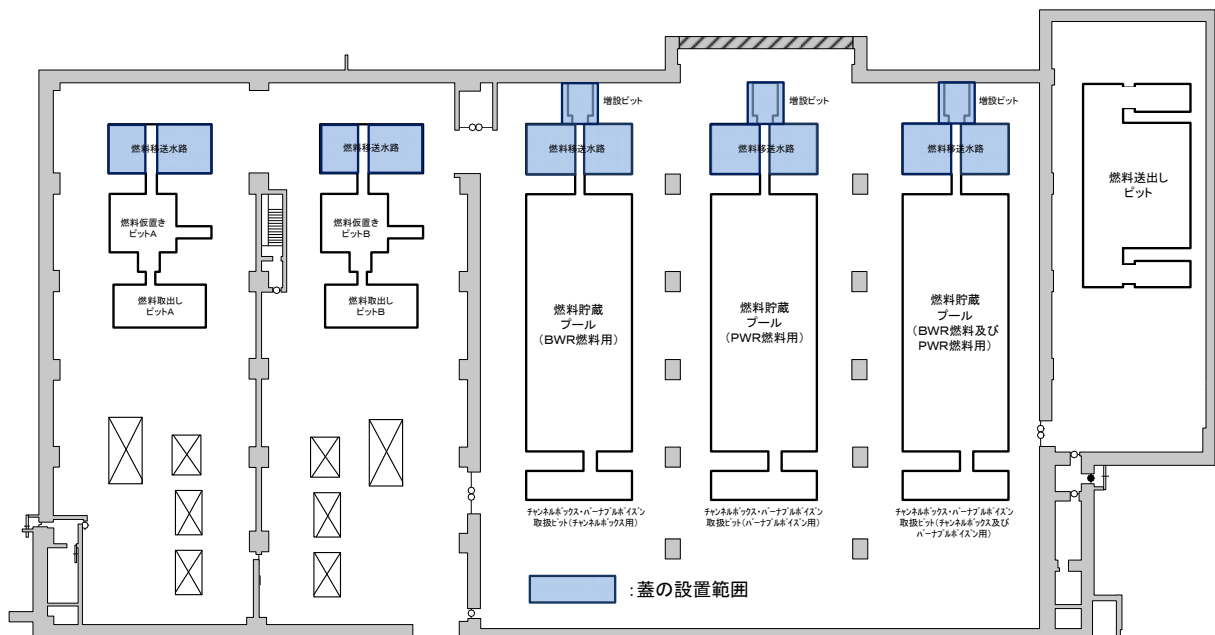 増設ピット
増設ピット
増設ピット
燃料移送水路
燃料移送水路
燃料移送水路
燃料移送水路
燃料移送水路
燃料送出し
ピット
燃料仮置き
ピットA
燃料仮置き
ピットB
燃料取出し
ピットA
燃料取出し
ピットB
燃料貯蔵
プール
(BWR燃料用)
燃料貯蔵
プール
(PWR燃料用)
燃料貯蔵
プール
(BWR燃料及び
PWR燃料用)
チャンネルボックス・バーナブルポイズン
取扱ピット(チャンネルボックス用)
チャンネルボックス・バーナブルポイズン
取扱ピット(バーナブルポイズン用)
チャンネルボックス・バーナブルポイズン
取扱ピット(チャンネルボックス及び
バーナブルポイズン用)
:蓋の設置範囲